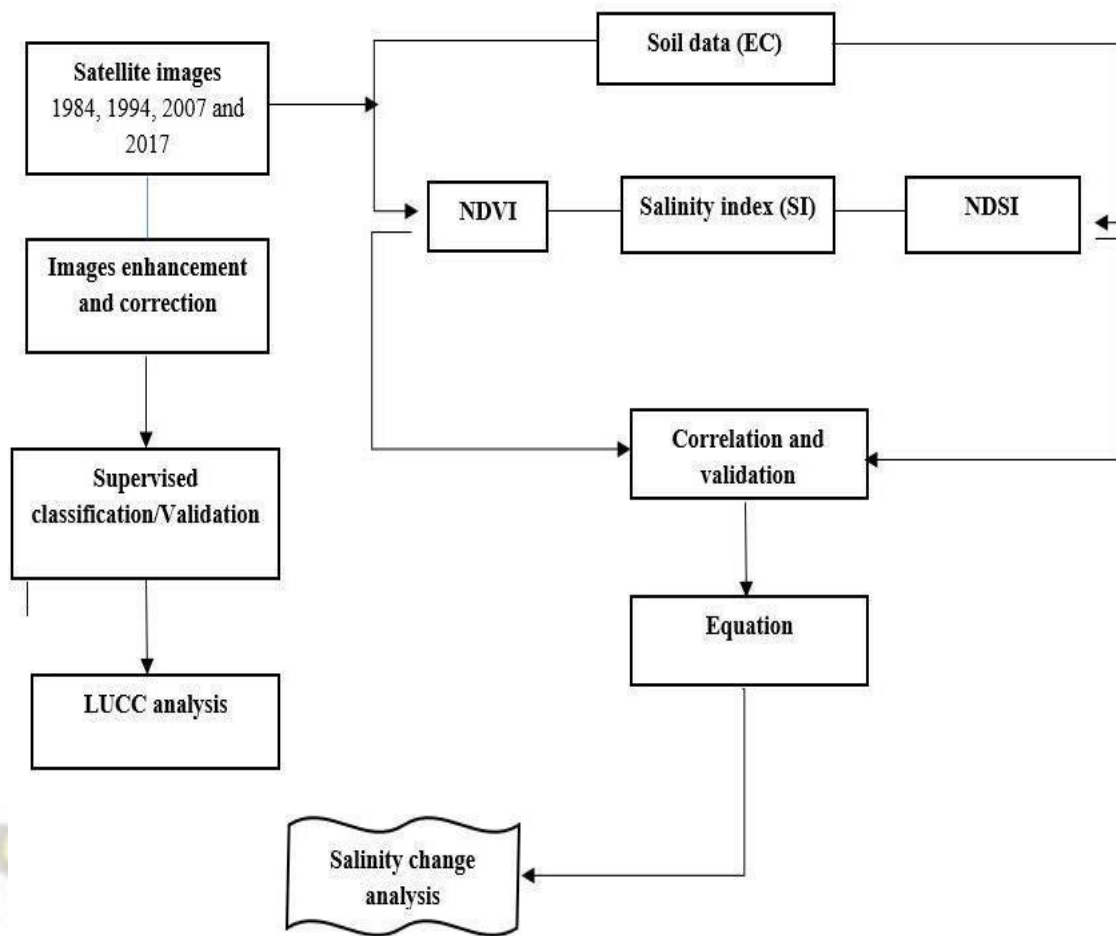 Satellite images
1984, 1994, 2007 and
2017
Soil data (EC)
NDVI
Salinity index (SI)
NDSI
Images enhancement
and correction
Correlation and
validation
Supervised
classification/Validation
Equation
LUCC analysis
Salinity change
analysis